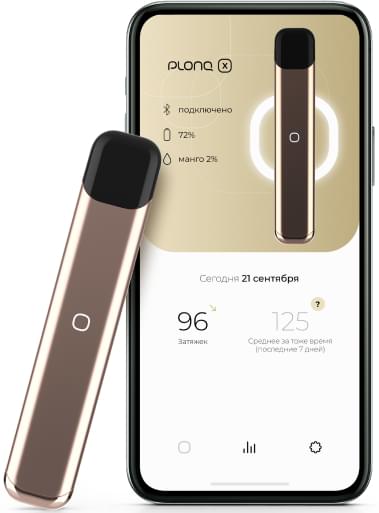 PLONQ X
подключено
72%
манго 2%
Сегодня 21 сентября
96
Затяжек
125
?
Среднее за тоже время
(последние 7 дней)